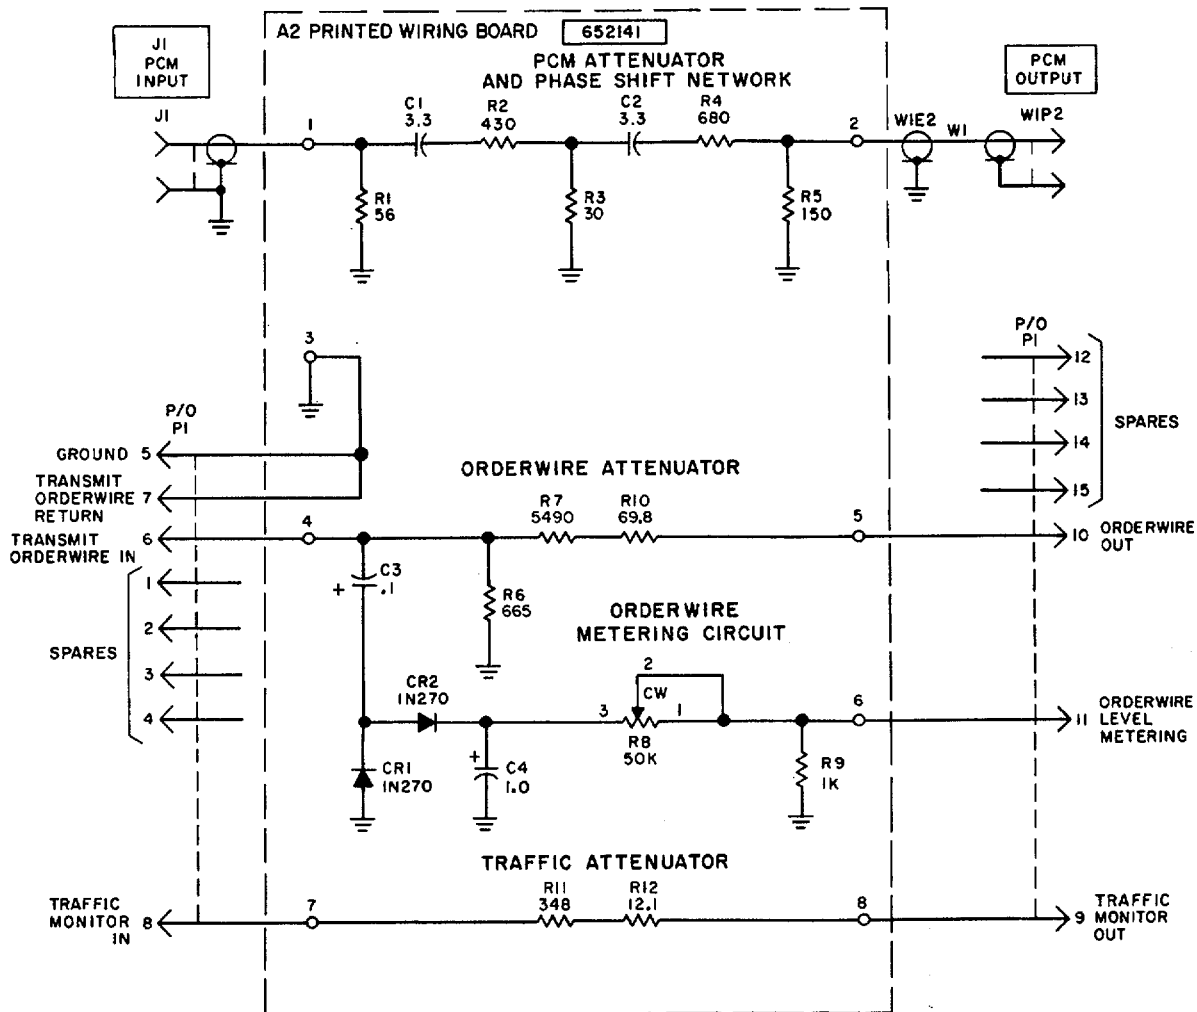 A2 PRINTED WIRING BOARD 652141
J1
PCM
INPUT
PCM ATTENUATOR
AND PHASE SHIFT NETWORK
PCM
OUTPUT
J1
1
C1
3.3
R2
430
C2
3.3
R4
680
2
W1E2
W1
W1P2
R1
56
R3
30
R5
150
3
P/O
P1
12
13
14
15
SPARES
P/O
P1
GROUND 5
TRANSMIT
ORDERWIRE 7
RETURN
TRANSMIT 6
ORDERWIRE IN
ORDERWIRE ATTENUATOR
4
R7
5490
R10
69.8
5
10 ORDERWIRE
OUT
1
2
3
4
SPARES
+
C3
.1
R6
665
ORDERWIRE
METERING CIRCUIT
CR2
1N270
2
CW
3
1
R8
50K
6
11 ORDERWIRE
LEVEL
METERING
CR1
1N270
+
C4
1.0
R9
1K
TRAFFIC ATTENUATOR
TRAFFIC
MONITOR 8
IN
7
R11
348
R12
12.1
8
9 TRAFFIC
MONITOR
OUT